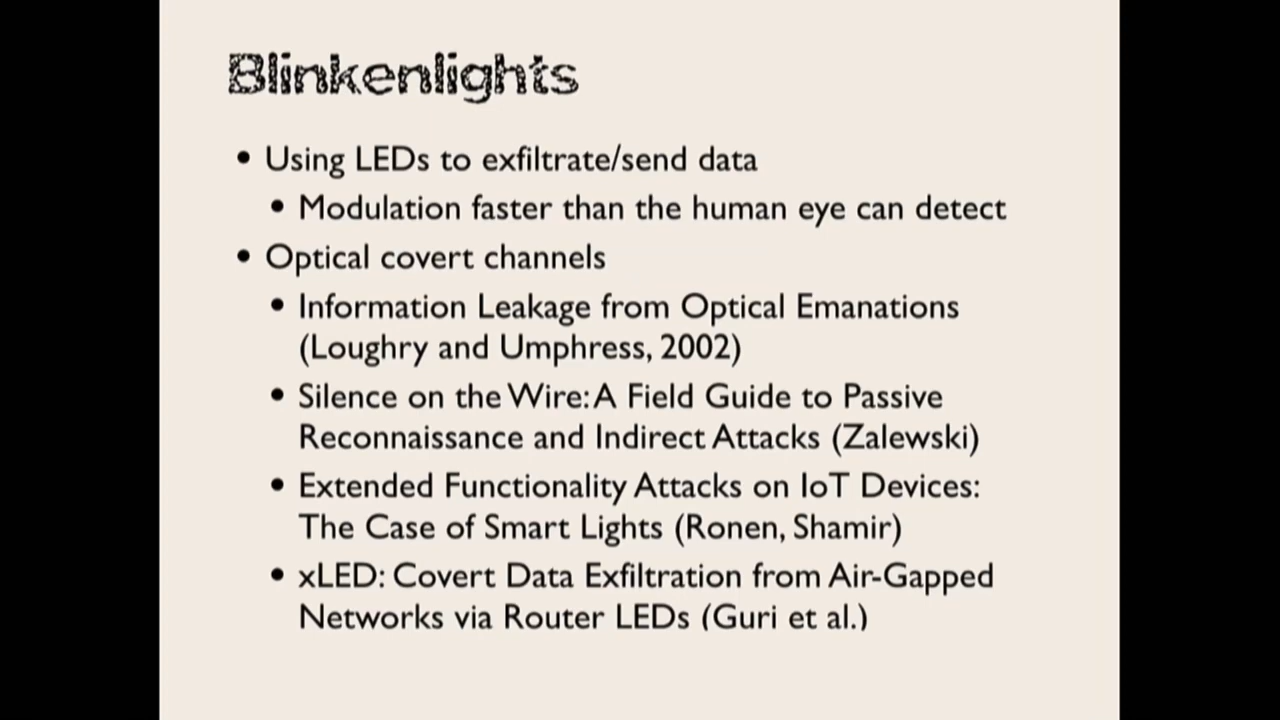 Blinkenlights
• Using LEDs to exfiltrate/send data
• Modulation faster than the human eye can detect
• Optical covert channels
• Information Leakage from Optical Emanations
(Loughry and Umphress, 2002)
• Silence on the Wire: A Field Guide to Passive
Reconnaissance and Indirect Attacks (Zalewski)
• Extended Functionality Attacks on IoT Devices:
The Case of Smart Lights (Ronen, Shamir)
• xLED: Covert Data Exfiltration from Air-Gapped
Networks via Router LEDs (Guri et al.)